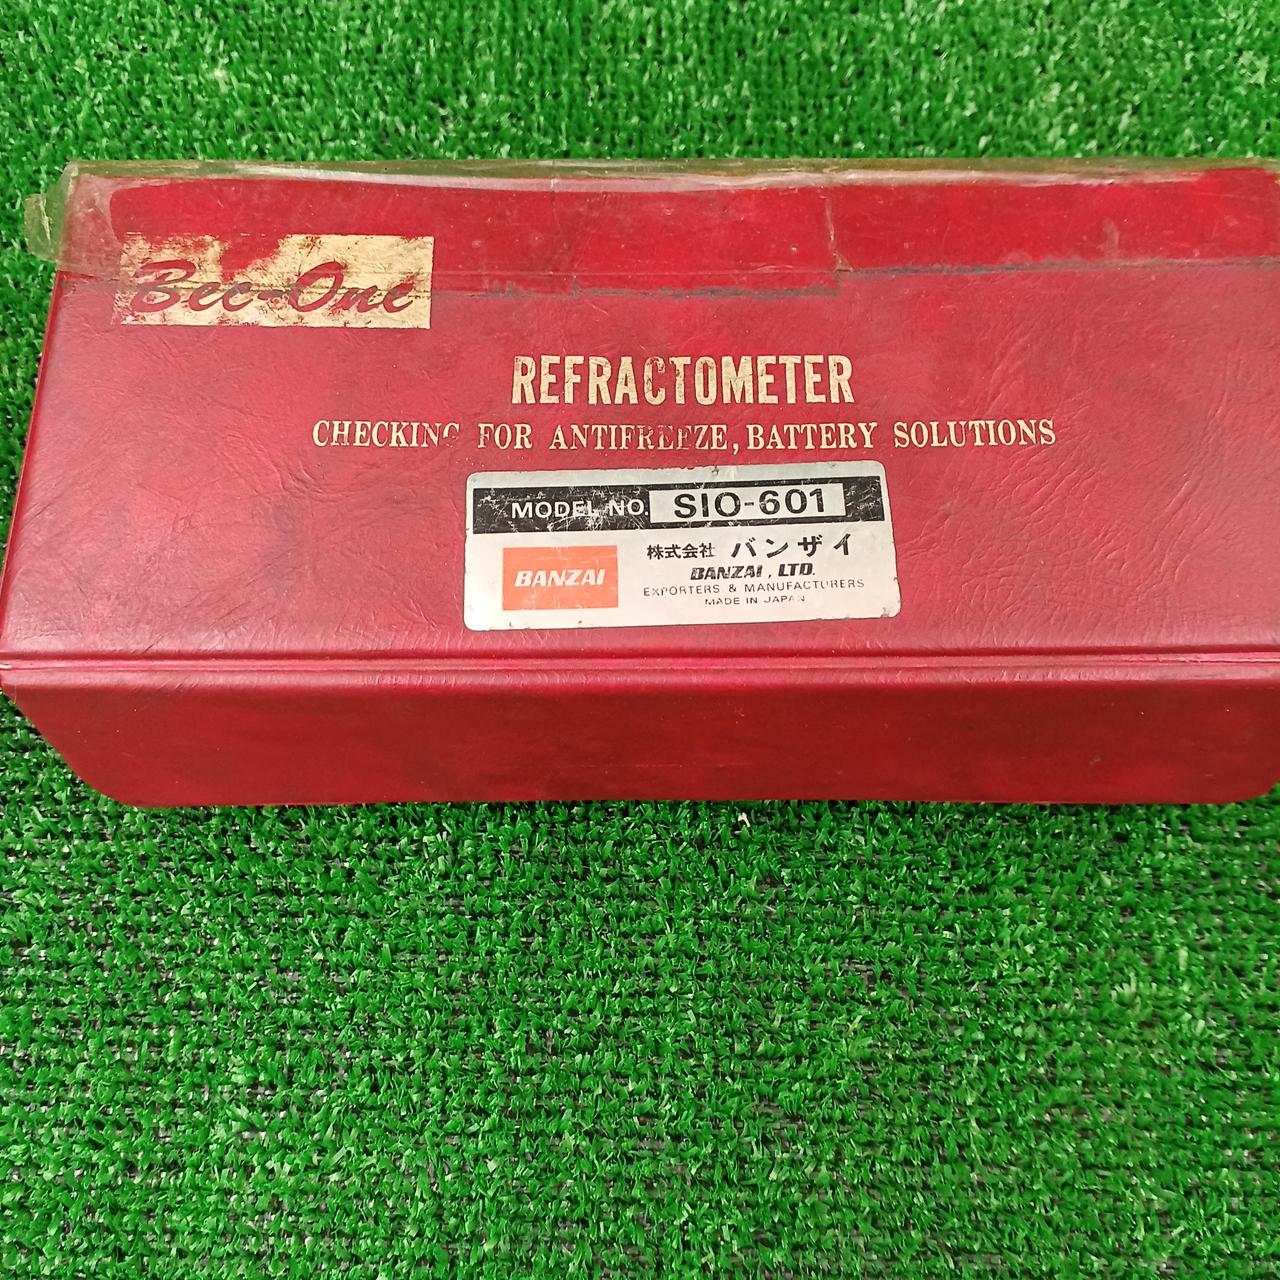 Bee-One
REFRACTOMETER
CHECKING FOR ANTIFREEZE, BATTERY SOLUTIONS
MODEL NO. SIO-601
BANZAI
株式会社 バンザイ
BANZAI, LTD.
EXPORTERS & MANUFACTURERS
MADE IN JAPAN